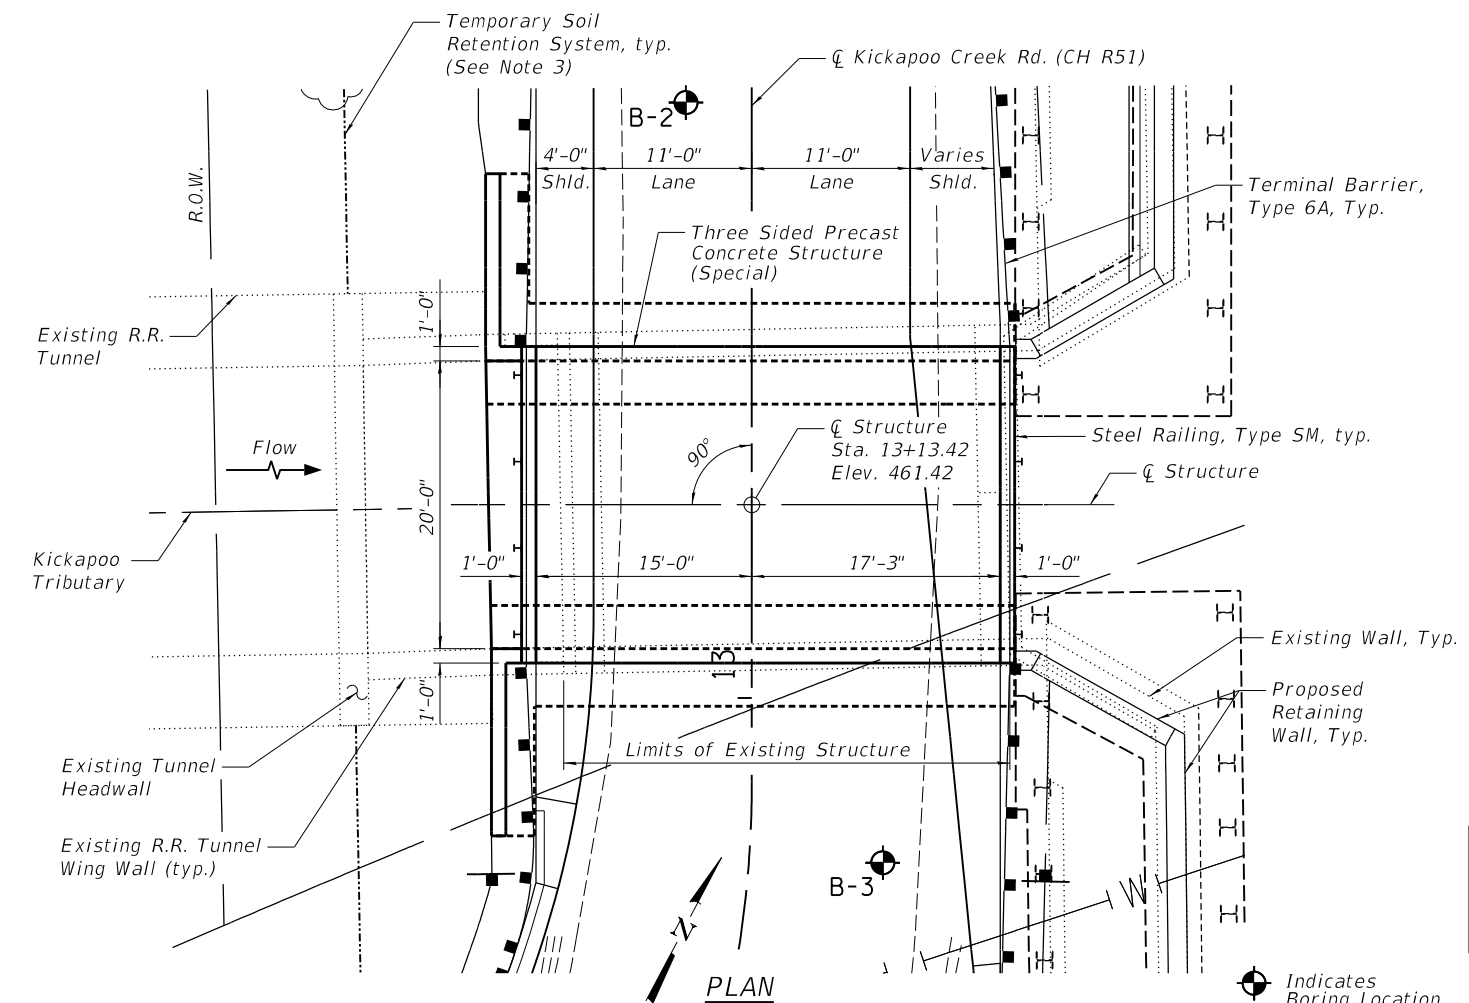 Temporary Soil
Retention System, typ.
(See Note 3)
℄ Kickapoo Creek Rd. (CH R51)
B-2
4'-0"
11'-0"
11'-0"
Varies
Shld.
Lane
Lane
Shld.
R.O.W.
Terminal Barrier,
Type 6A, Typ.
Three Sided Precast
Concrete Structure
(Special)
1'-0"
Existing R.R.
Tunnel
℄ Structure
Sta. 13+13.42
Elev. 461.42
90°
Steel Railing, Type SM, typ.
Flow
℄ Structure
20'-0"
Kickapoo
Tributary
1'-0"
15'-0"
17'-3"
1'-0"
Existing Wall, Typ.
13
1'-0"
Proposed
Retaining
Wall, Typ.
Limits of Existing Structure
Existing Tunnel
Headwall
Existing R.R. Tunnel
Wing Wall (typ.)
B-3
W
N
PLAN
Indicates
Boring Location